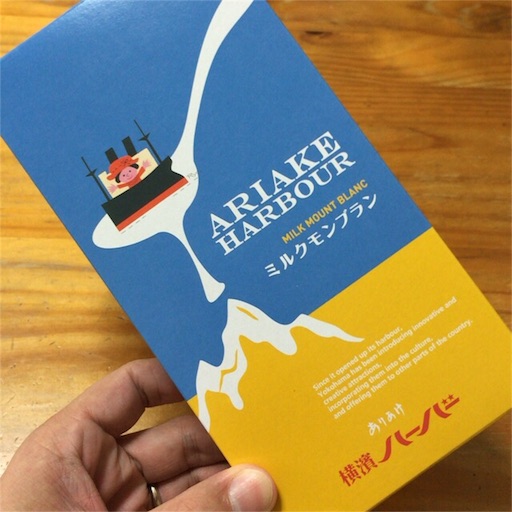 ARIAKE
HARBOUR
MILK MOUNT BLANC
ミルクモンブラン
Since it opened up its harbour,
Yokohama has been introducing innovative and
creative attractions,
incorporating them into the culture,
and offering them to other parts of the country.
ありあけ
横濱ハーバー